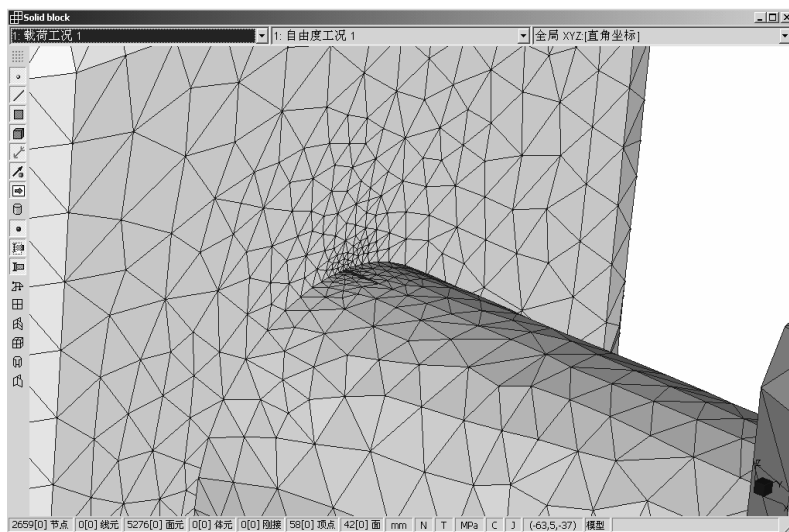 Solid block
1: 载荷工况 1 1: 自由度工况 1 全局 XYZ:[直角坐标]
Z
Y
2659[0] 节点 0[0] 线元 5276[0] 面元 0[0] 体元 0[0] 刚接 58[0] 顶点 42[0] 面 mm N T MPa C J (-63,5,-37) 模型